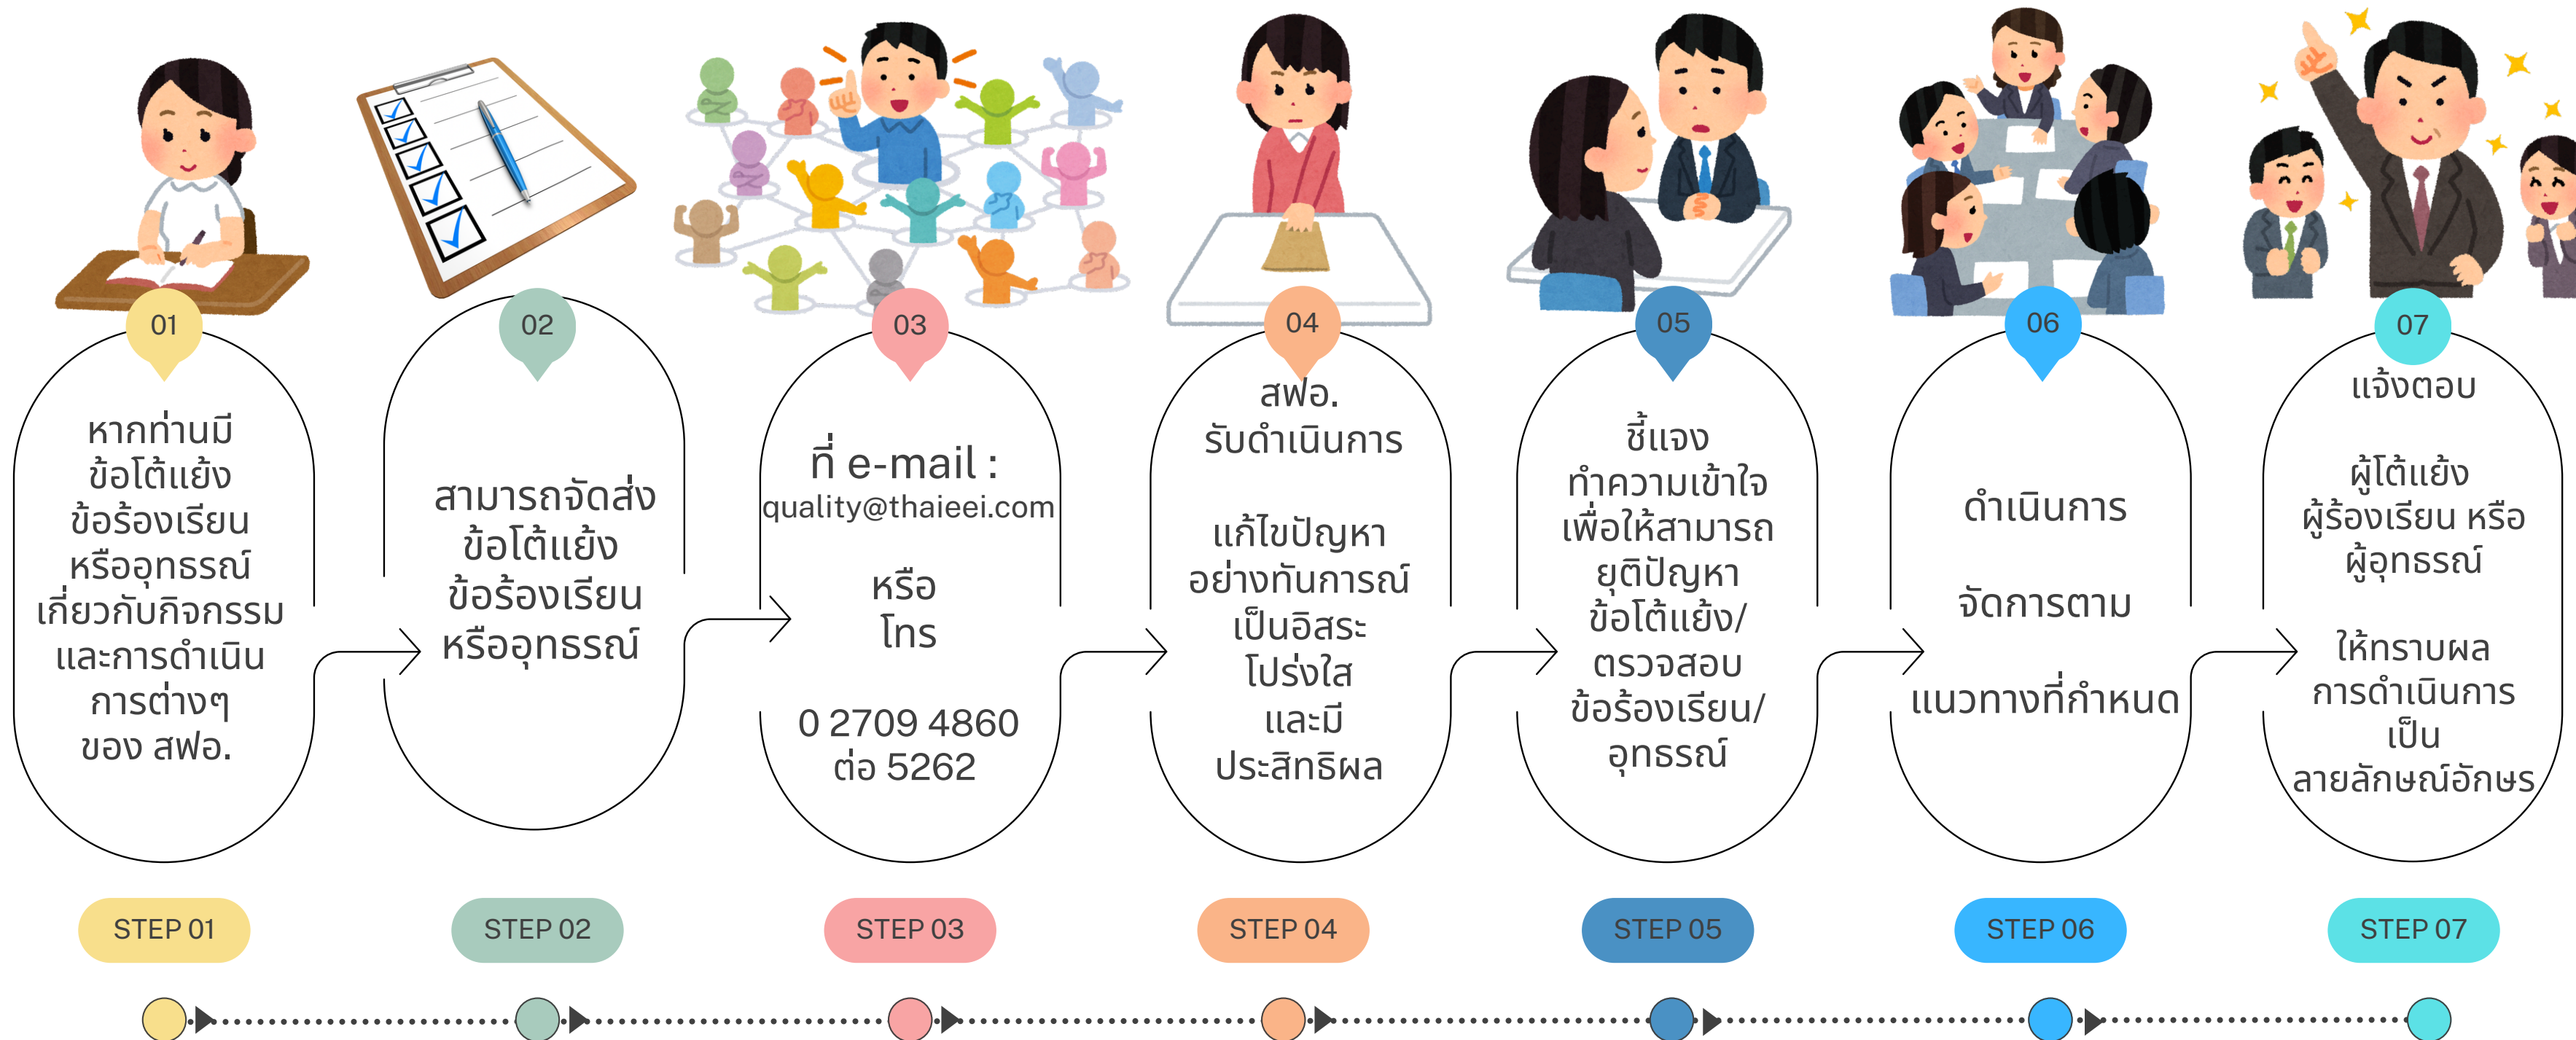 01
หากท่านมี
ข้อโต้แย้ง
ข้อร้องเรียน
หรืออุทธรณ์
เกี่ยวกับกิจกรรม
และการดำเนิน
การต่างๆ
ของ สฟอ.
STEP 01
02
สามารถจัดส่ง
ข้อโต้แย้ง
ข้อร้องเรียน
หรืออุทธรณ์
STEP 02
03
ที่ e-mail :
quality@thaieei.com
หรือ
โทร
0 2709 4860
ต่อ 5262
STEP 03
04
สฟอ.
รับดำเนินการ
แก้ไขปัญหา
อย่างทันการณ์
เป็นอิสระ
โปร่งใส
และมี
ประสิทธิผล
STEP 04
05
ชี้แจง
ทำความเข้าใจ
เพื่อให้สามารถ
ยุติปัญหา
ข้อโต้แย้ง/
ตรวจสอบ
ข้อร้องเรียน/
อุทธรณ์
STEP 05
06
ดำเนินการ
จัดการตาม
แนวทางที่กำหนด
STEP 06
07
แจ้งตอบ
ผู้โต้แย้ง
ผู้ร้องเรียน หรือ
ผู้อุทธรณ์
ให้ทราบผล
การดำเนินการ
เป็น
ลายลักษณ์อักษร
STEP 07